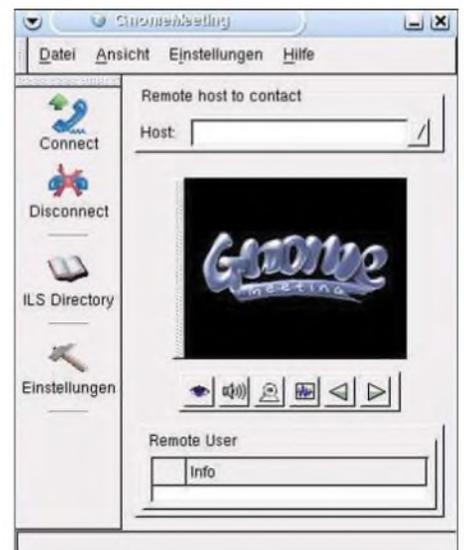 GnomeMeeting
Datei Ansicht Einstellungen Hilfe
Connect
Disconnect
ILS Directory
Einstellungen
Remote host to contact
Host:
GNOME
meeting
Remote User
Info